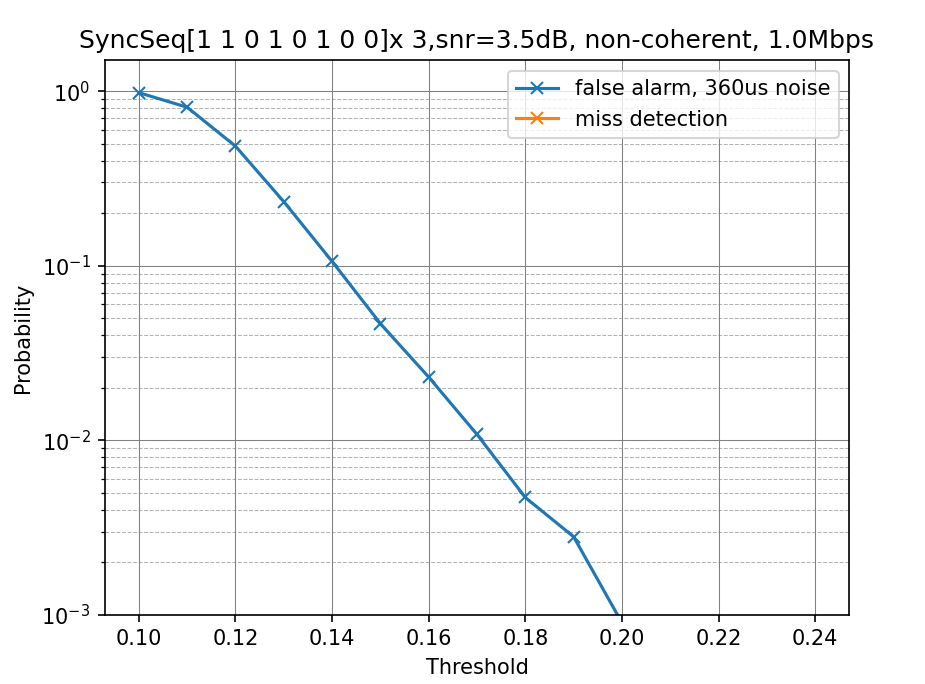 SyncSeq[1 1 0 1 0 1 0 0]x 3,snr=3.5dB, non-coherent, 1.0Mbps
false alarm, 360us noise
miss detection
10⁰
10⁻¹
10⁻²
10⁻³
Probability
0.10 0.12 0.14 0.16 0.18 0.20 0.22 0.24
Threshold